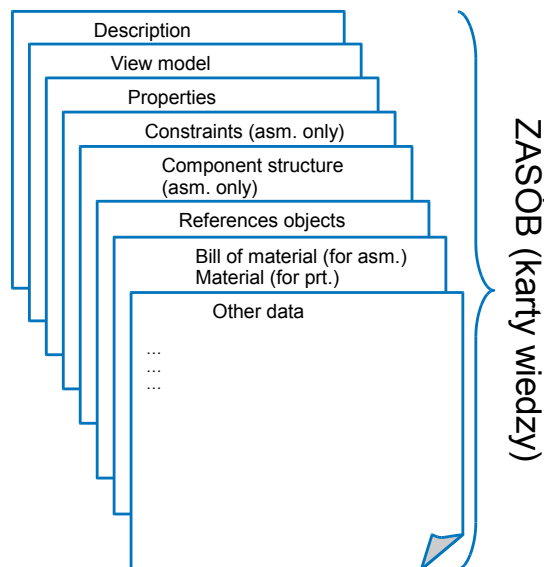 Description
View model
Properties
Constraints (asm. only)
Component structure
(asm. only)
References objects
Bill of material (for asm.)
Material (for prt.)
Other data
...
...
...
ZASÓB (karty wiedzy)